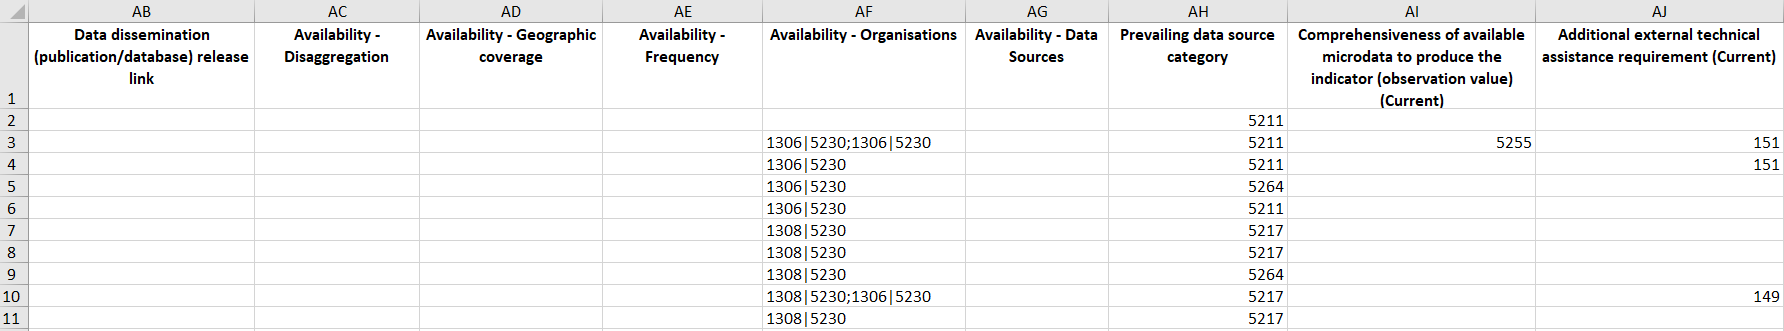 AB AC AD AE AF AG AH AI AJ
1 Data dissemination (publication/database) release link Availability - Disaggregation Availability - Geographic coverage Availability - Frequency Availability - Organisations Availability - Data Sources Prevailing data source category Comprehensiveness of available microdata to produce the indicator (observation value) (Current) Additional external technical assistance requirement (Current)
2 5211
3 1306|5230;1306|5230 5211 5255 151
4 1306|5230 5211 151
5 1306|5230 5264
6 1306|5230 5211
7 1308|5230 5217
8 1308|5230 5217
9 1308|5230 5264
10 1308|5230;1306|5230 5217 149
11 1308|5230 5217